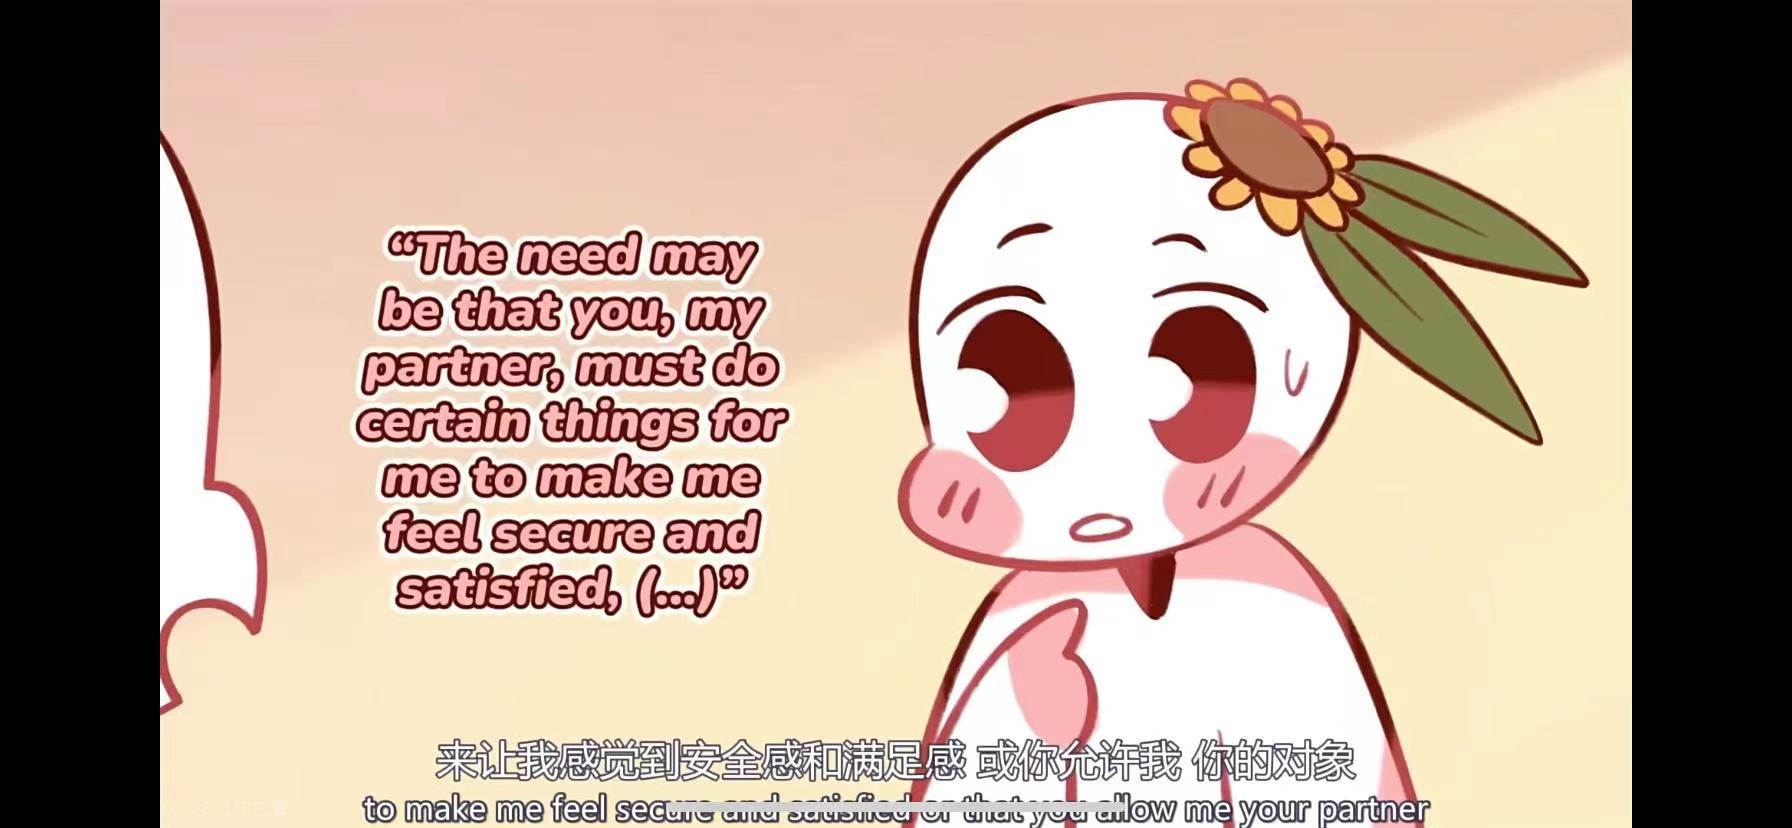 “The need may
be that you, my
partner, must do
certain things for
me to make me
feel secure and
satisfied, (...)”
来让我感觉到安全感和满足感 或你允许我 你的对象
to make me feel secure and satisfied or that you allow me your partner